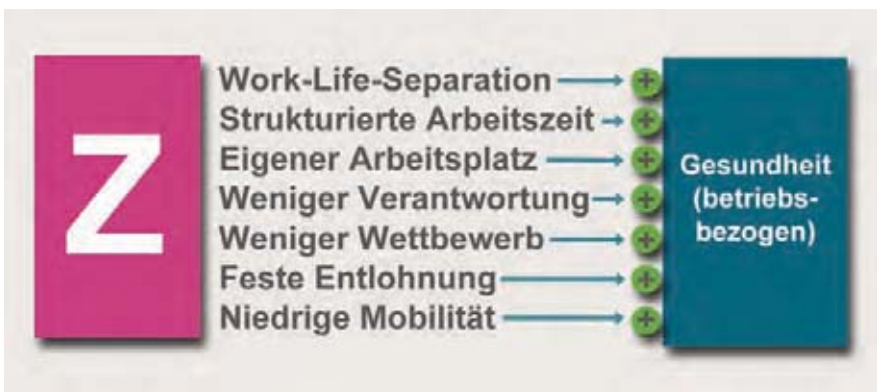 Z
Work-Life-Separation
Strukturierte Arbeitszeit
Eigener Arbeitsplatz
Weniger Verantwortung
Weniger Wettbewerb
Feste Entlohnung
Niedrige Mobilität
+
+
+
+
+
+
+
Gesundheit
(betriebs-
bezogen)